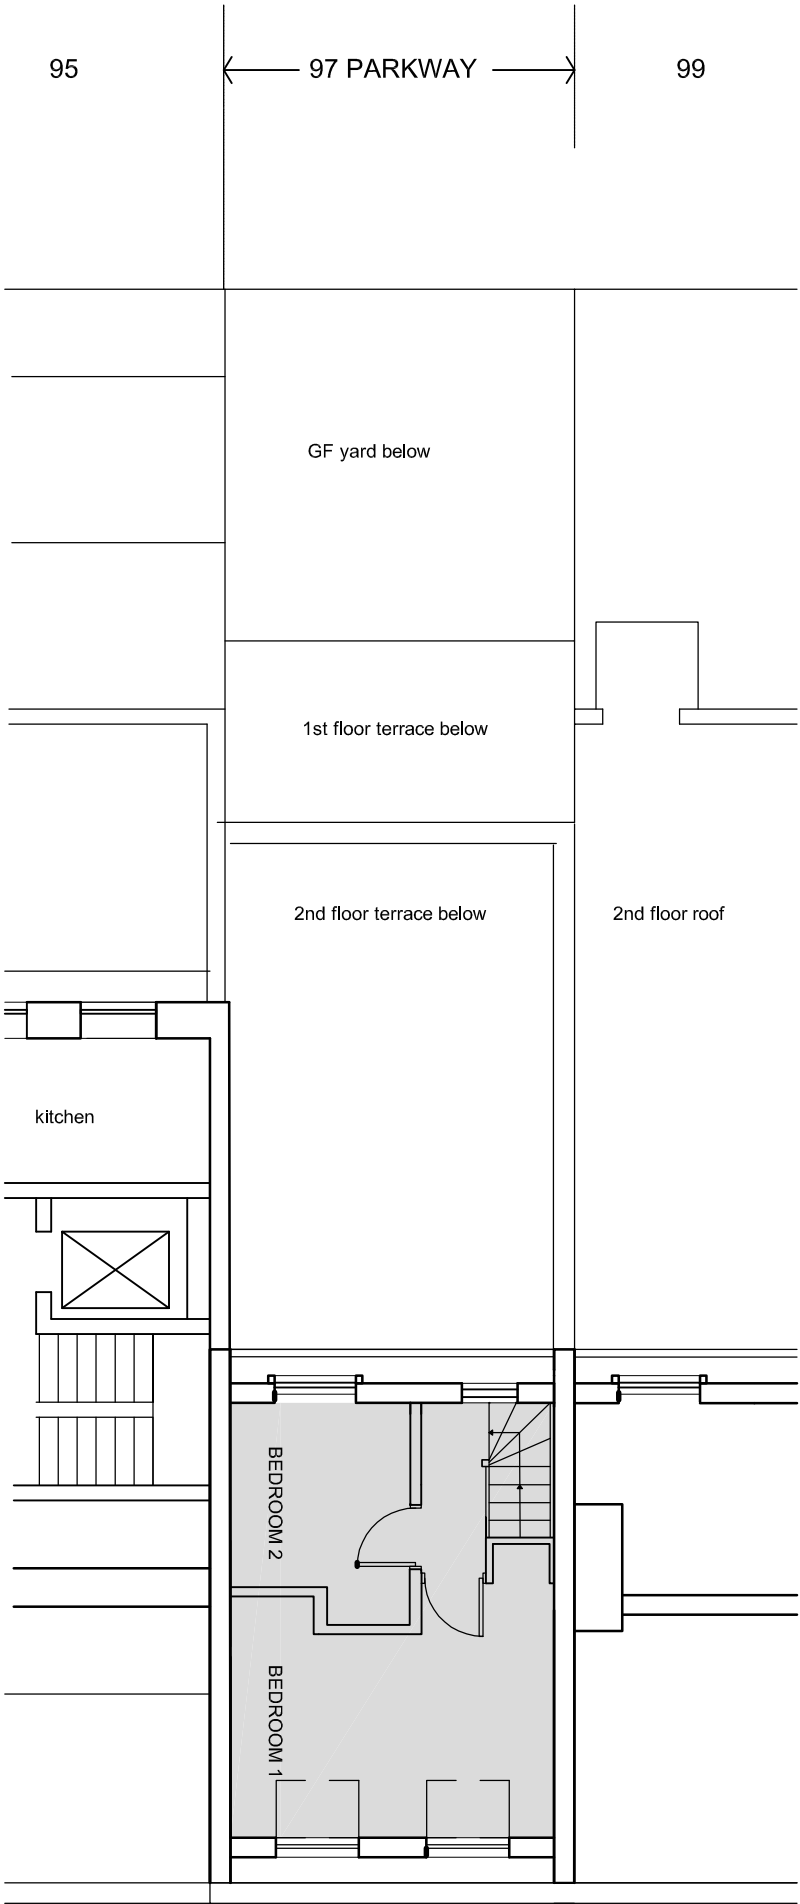 95
97 PARKWAY
99
GF yard below
1st floor terrace below
2nd floor terrace below
2nd floor roof
kitchen
BEDROOM 2
BEDROOM 1